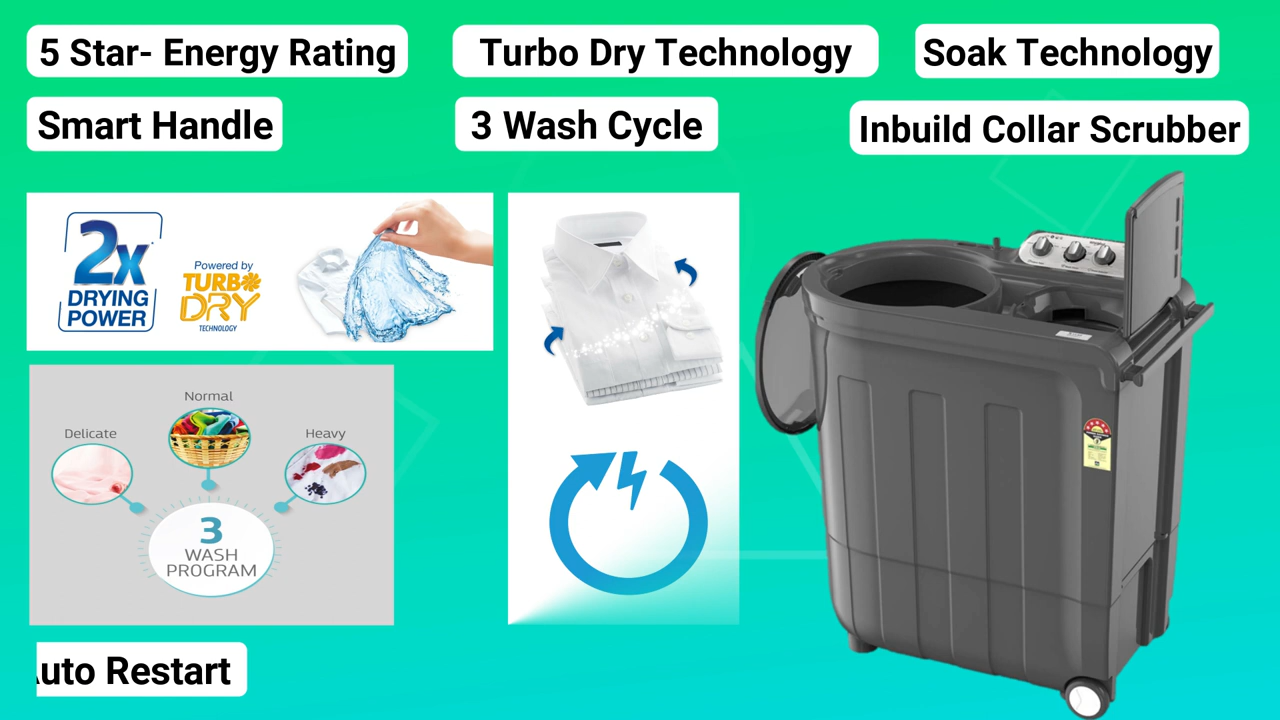 5 Star- Energy Rating
Turbo Dry Technology
Soak Technology
Smart Handle
3 Wash Cycle
Inbuild Collar Scrubber
2x
DRYING
POWER
Powered by
TURBO
DRY
TECHNOLOGY
Normal
Delicate
Heavy
3
WASH
PROGRAM
uto Restart